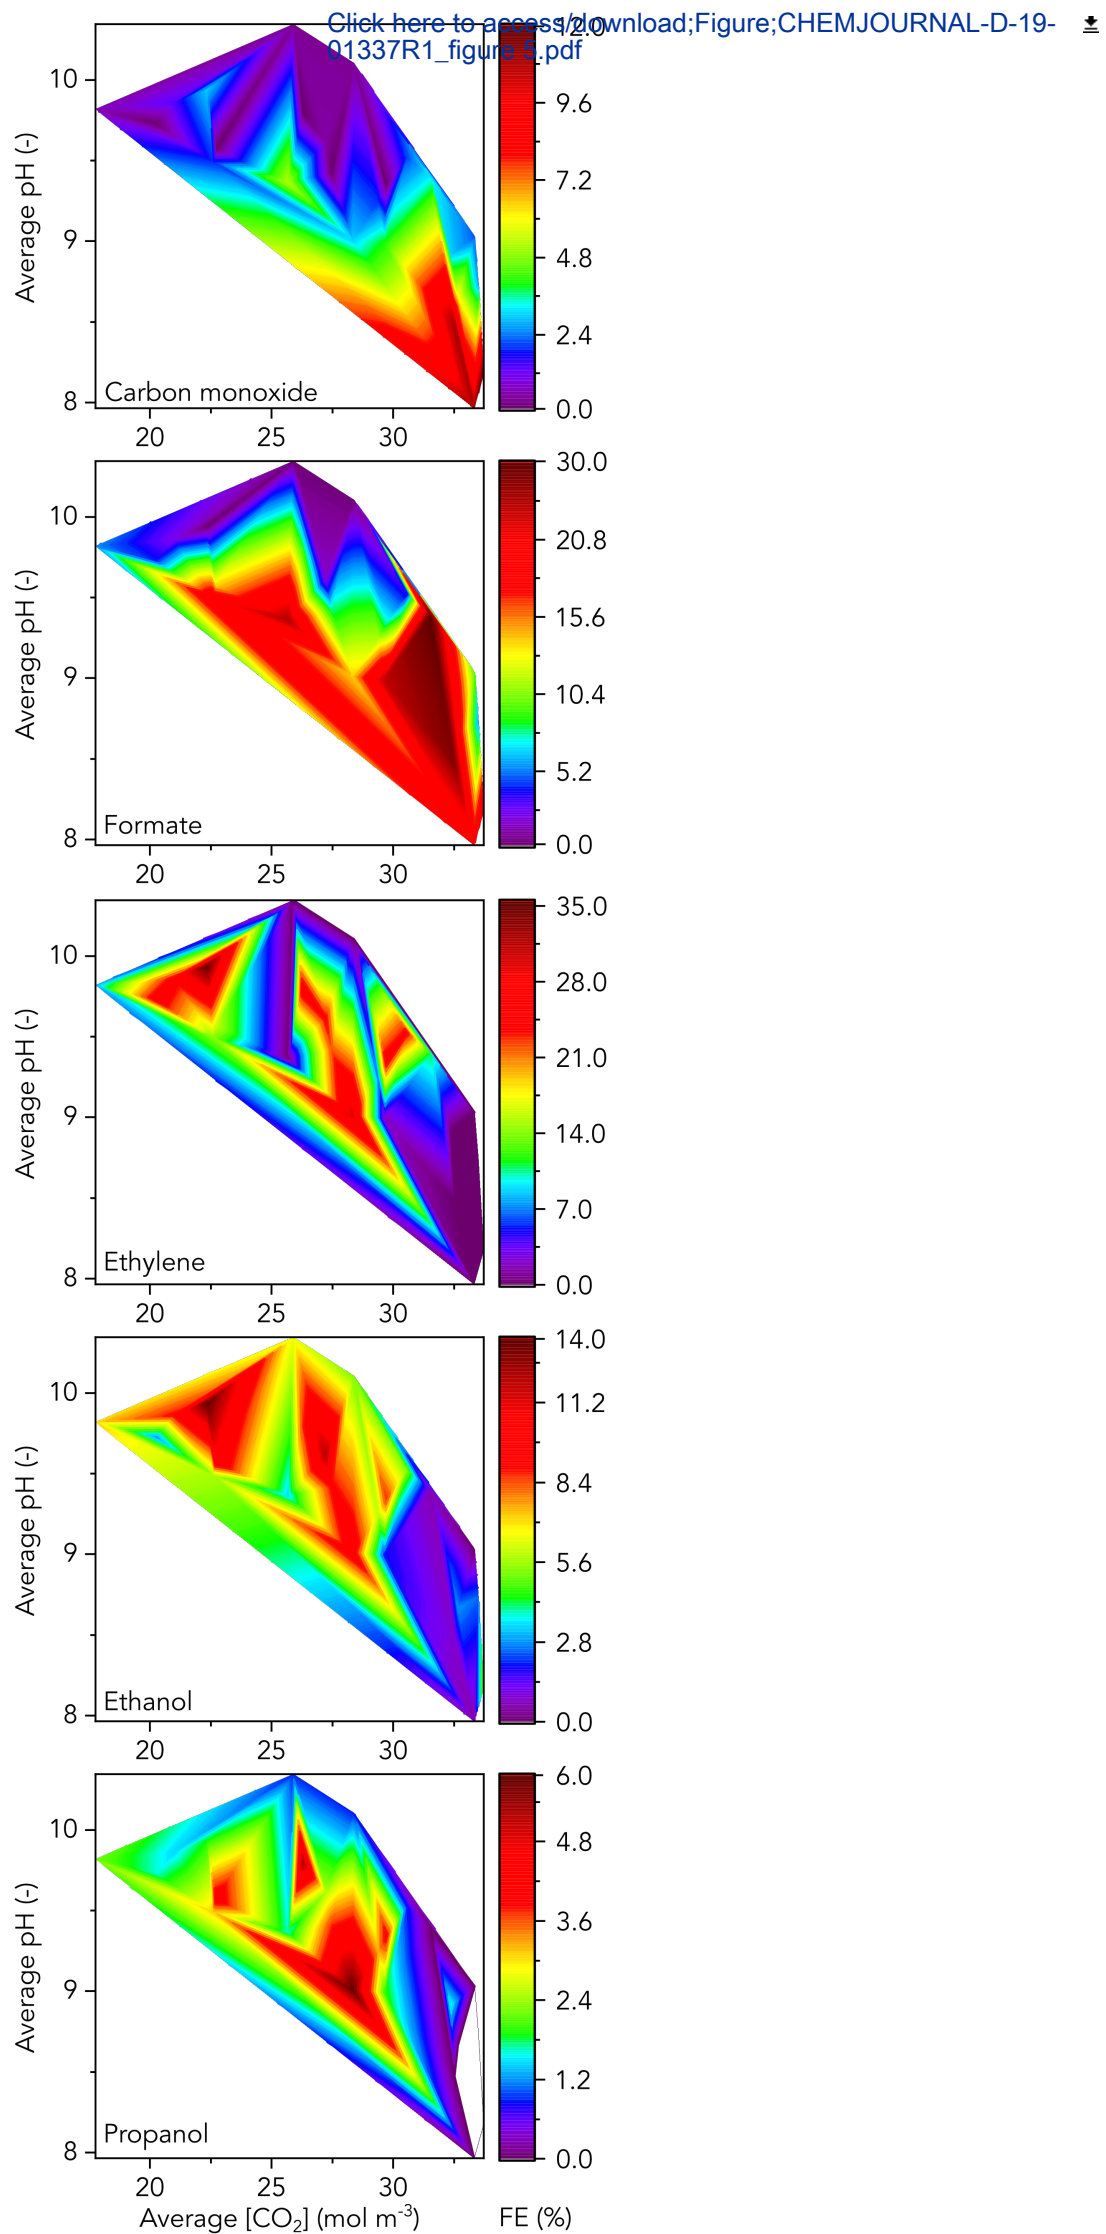 Click here to access/download;Figure;CHEMJOURNAL-D-19-
01337R1_figure 5.pdf
12.0
10
9.6
7.2
Average pH (-)
9
4.8
2.4
Carbon monoxide
8
0.0
20 25 30
30.0
10
20.8
15.6
Average pH (-)
9
10.4
5.2
Formate
8
0.0
20 25 30
35.0
10
28.0
21.0
Average pH (-)
9
14.0
7.0
Ethylene
8
0.0
20 25 30
14.0
10
11.2
8.4
Average pH (-)
9
5.6
2.8
Ethanol
8
0.0
20 25 30
6.0
10
4.8
3.6
Average pH (-)
9
2.4
1.2
Propanol
8
0.0
20 25 30
Average [CO₂] (mol m⁻³) FE (%)